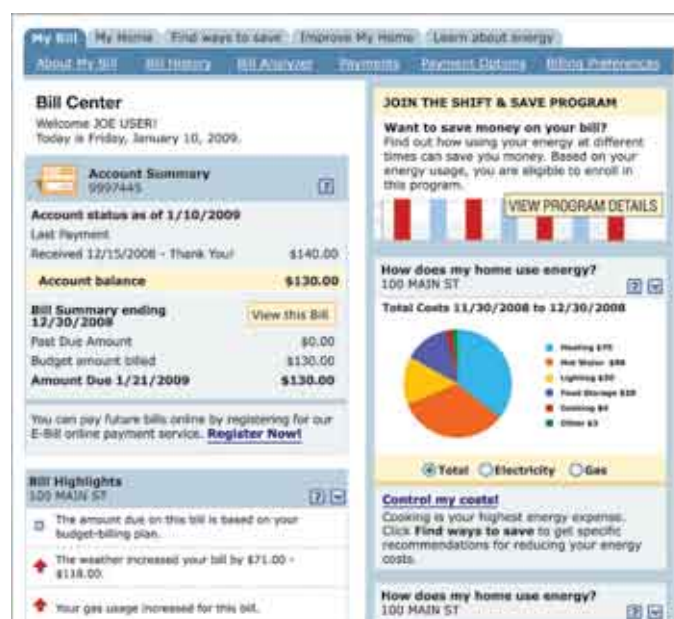 My Bill My Home Find ways to save Improve My Home Learn about energy
About My Bill Bill History Bill Analyzer Payments Payment Options Billing Preferences
Bill Center
Welcome JOE USER!
Today is Friday, January 10, 2009.
Account Summary
9997445
Account status as of 1/10/2009
Last Payment
Received 12/15/2008 - Thank You! $140.00
Account balance $130.00
Bill Summary ending
12/30/2008
View this Bill
Past Due Amount $0.00
Budget amount billed $130.00
Amount Due 1/21/2009 $130.00
You can pay future bills online by registering for our
E-Bill online payment service. Register Now!
Bill Highlights
100 MAIN ST
The amount due on this bill is based on your
budget-billing plan.
The weather increased your bill by $71.00 -
$118.00.
Your gas usage increased for this bill.
JOIN THE SHIFT & SAVE PROGRAM
Want to save money on your bill?
Find out how using your energy at different
times can save you money. Based on your
energy usage, you are eligible to enroll in
this program.
VIEW PROGRAM DETAILS
How does my home use energy?
100 MAIN ST
Total Costs 11/30/2008 to 12/30/2008
Heating
Hot Water
Lighting
Food Storage
Cooking
Other
Total Electricity Gas
Control my costs!
Cooking is your highest energy expense.
Click Find ways to save to get specific
recommendations for reducing your energy
costs.
How does my home use energy?
100 MAIN ST